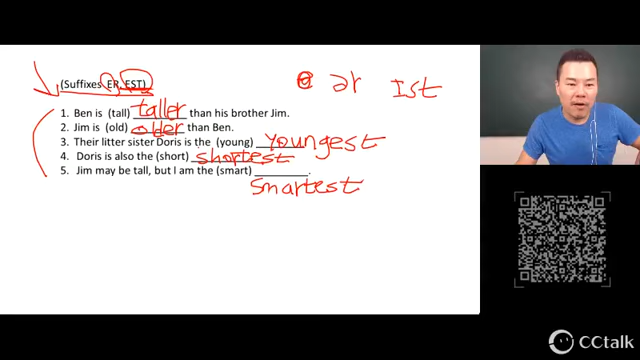 (Suffixes ER, EST)
ər Ist
1. Ben is (tall) taller than his brother Jim.
2. Jim is (old) older than Ben.
3. Their litter sister Doris is the (young) youngest
4. Doris is also the (short) shortest
5. Jim may be tall, but I am the (smart) ________.
smartest
CCtalk